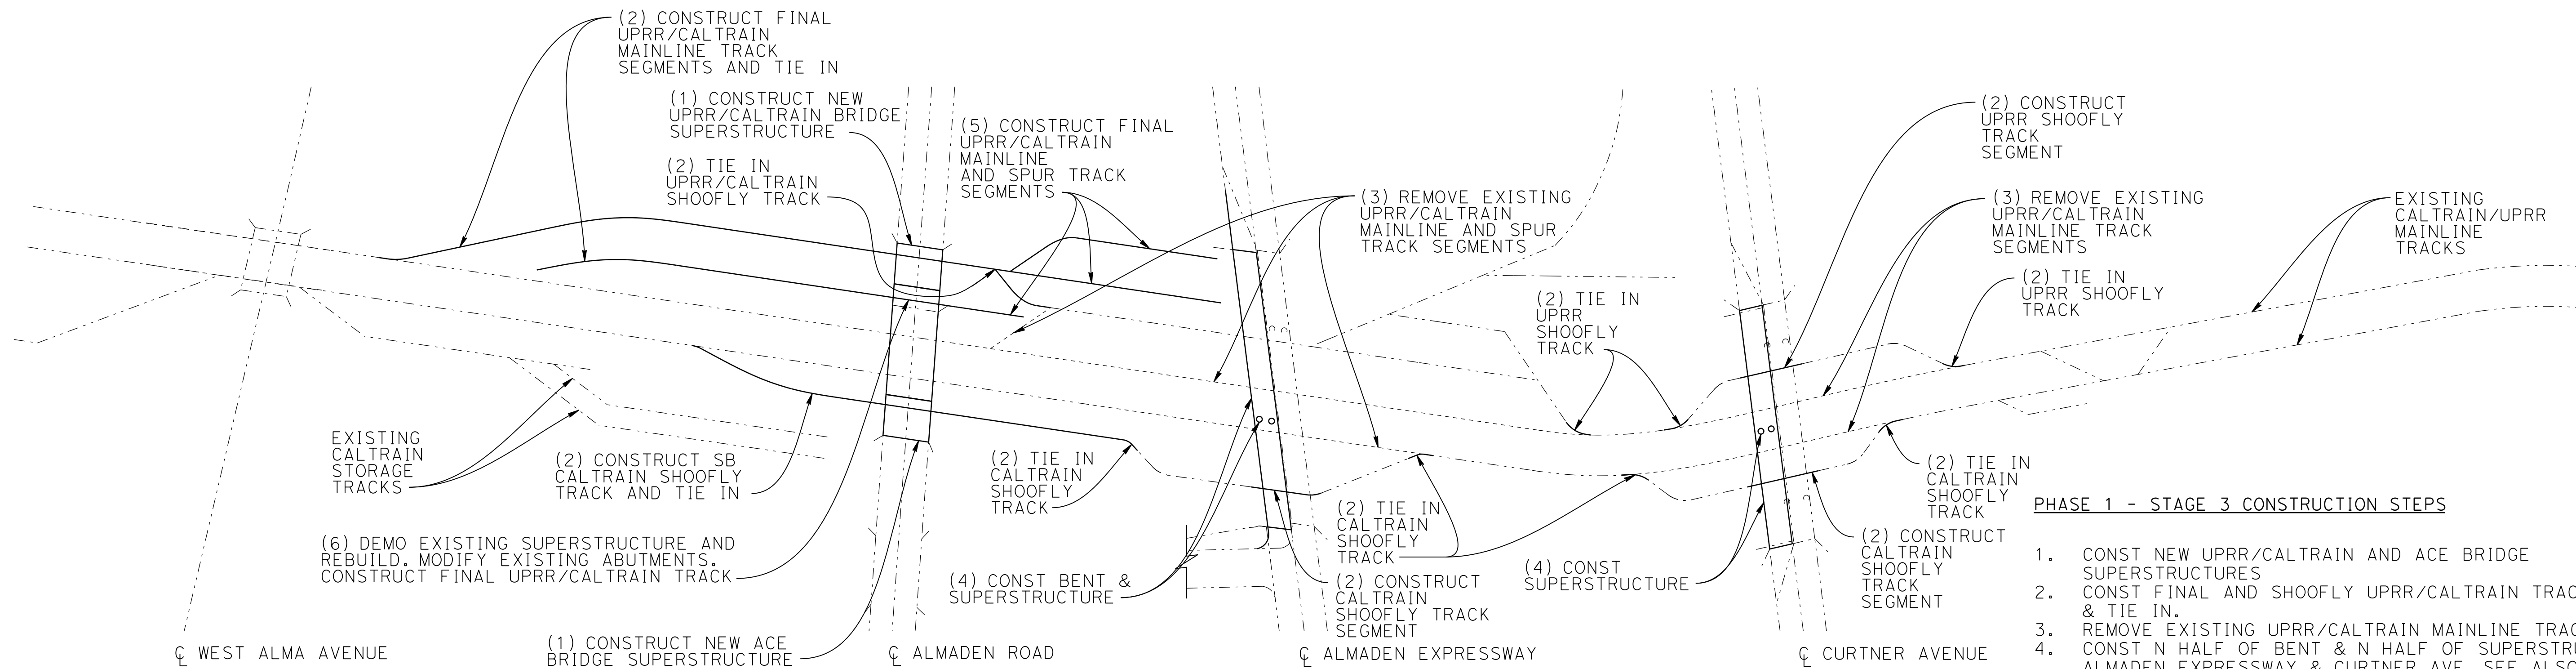 (2) CONSTRUCT FINAL
UPRR/CALTRAIN
MAINLINE TRACK
SEGMENTS AND TIE IN
(1) CONSTRUCT NEW
UPRR/CALTRAIN BRIDGE
SUPERSTRUCTURE
(2) TIE IN
UPRR/CALTRAIN
SHOOFLY TRACK
(5) CONSTRUCT FINAL
UPRR/CALTRAIN
MAINLINE
AND SPUR TRACK
SEGMENTS
(3) REMOVE EXISTING
UPRR/CALTRAIN
MAINLINE AND SPUR
TRACK SEGMENTS
(2) CONSTRUCT
UPRR SHOOFLY
TRACK
SEGMENT
(3) REMOVE EXISTING
UPRR/CALTRAIN
MAINLINE TRACK
SEGMENTS
EXISTING
CALTRAIN/UPRR
MAINLINE
TRACKS
(2) TIE IN
UPRR SHOOFLY
TRACK
(2) TIE IN
UPRR
SHOOFLY
TRACK
EXISTING
CALTRAIN
STORAGE
TRACKS
(2) CONSTRUCT SB
CALTRAIN SHOOFLY
TRACK AND TIE IN
(2) TIE IN
CALTRAIN
SHOOFLY
TRACK
(2) TIE IN
CALTRAIN
SHOOFLY
TRACK
(2) TIE IN
CALTRAIN
SHOOFLY
TRACK
(6) DEMO EXISTING SUPERSTRUCTURE AND
REBUILD. MODIFY EXISTING ABUTMENTS.
CONSTRUCT FINAL UPRR/CALTRAIN TRACK
(4) CONST BENT &
SUPERSTRUCTURE
(2) CONSTRUCT
CALTRAIN
SHOOFLY TRACK
SEGMENT
(4) CONST
SUPERSTRUCTURE
(2) CONSTRUCT
CALTRAIN
SHOOFLY
TRACK
SEGMENT
(1) CONSTRUCT NEW ACE
BRIDGE SUPERSTRUCTURE
℄ WEST ALMA AVENUE
℄ ALMADEN ROAD
℄ ALMADEN EXPRESSWAY
℄ CURTNER AVENUE
PHASE 1 - STAGE 3 CONSTRUCTION STEPS
1. CONST NEW UPRR/CALTRAIN AND ACE BRIDGE
SUPERSTRUCTURES
2. CONST FINAL AND SHOOFLY UPRR/CALTRAIN TRAC
& TIE IN.
3. REMOVE EXISTING UPRR/CALTRAIN MAINLINE TRAC
4. CONST N HALF OF BENT & N HALF OF SUPERSTR
ALMADEN EXPRESSWAY & CURTNER AVE. SEE